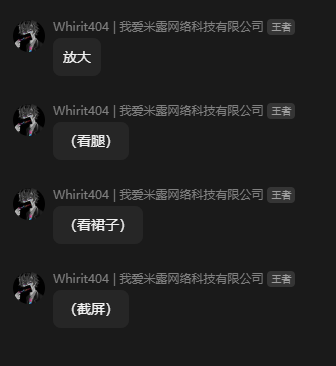 Whirit404 | 我爱米露网络科技有限公司 王者
放大
Whirit404 | 我爱米露网络科技有限公司 王者
（看腿）
Whirit404 | 我爱米露网络科技有限公司 王者
（看裙子）
Whirit404 | 我爱米露网络科技有限公司 王者
（截屏）